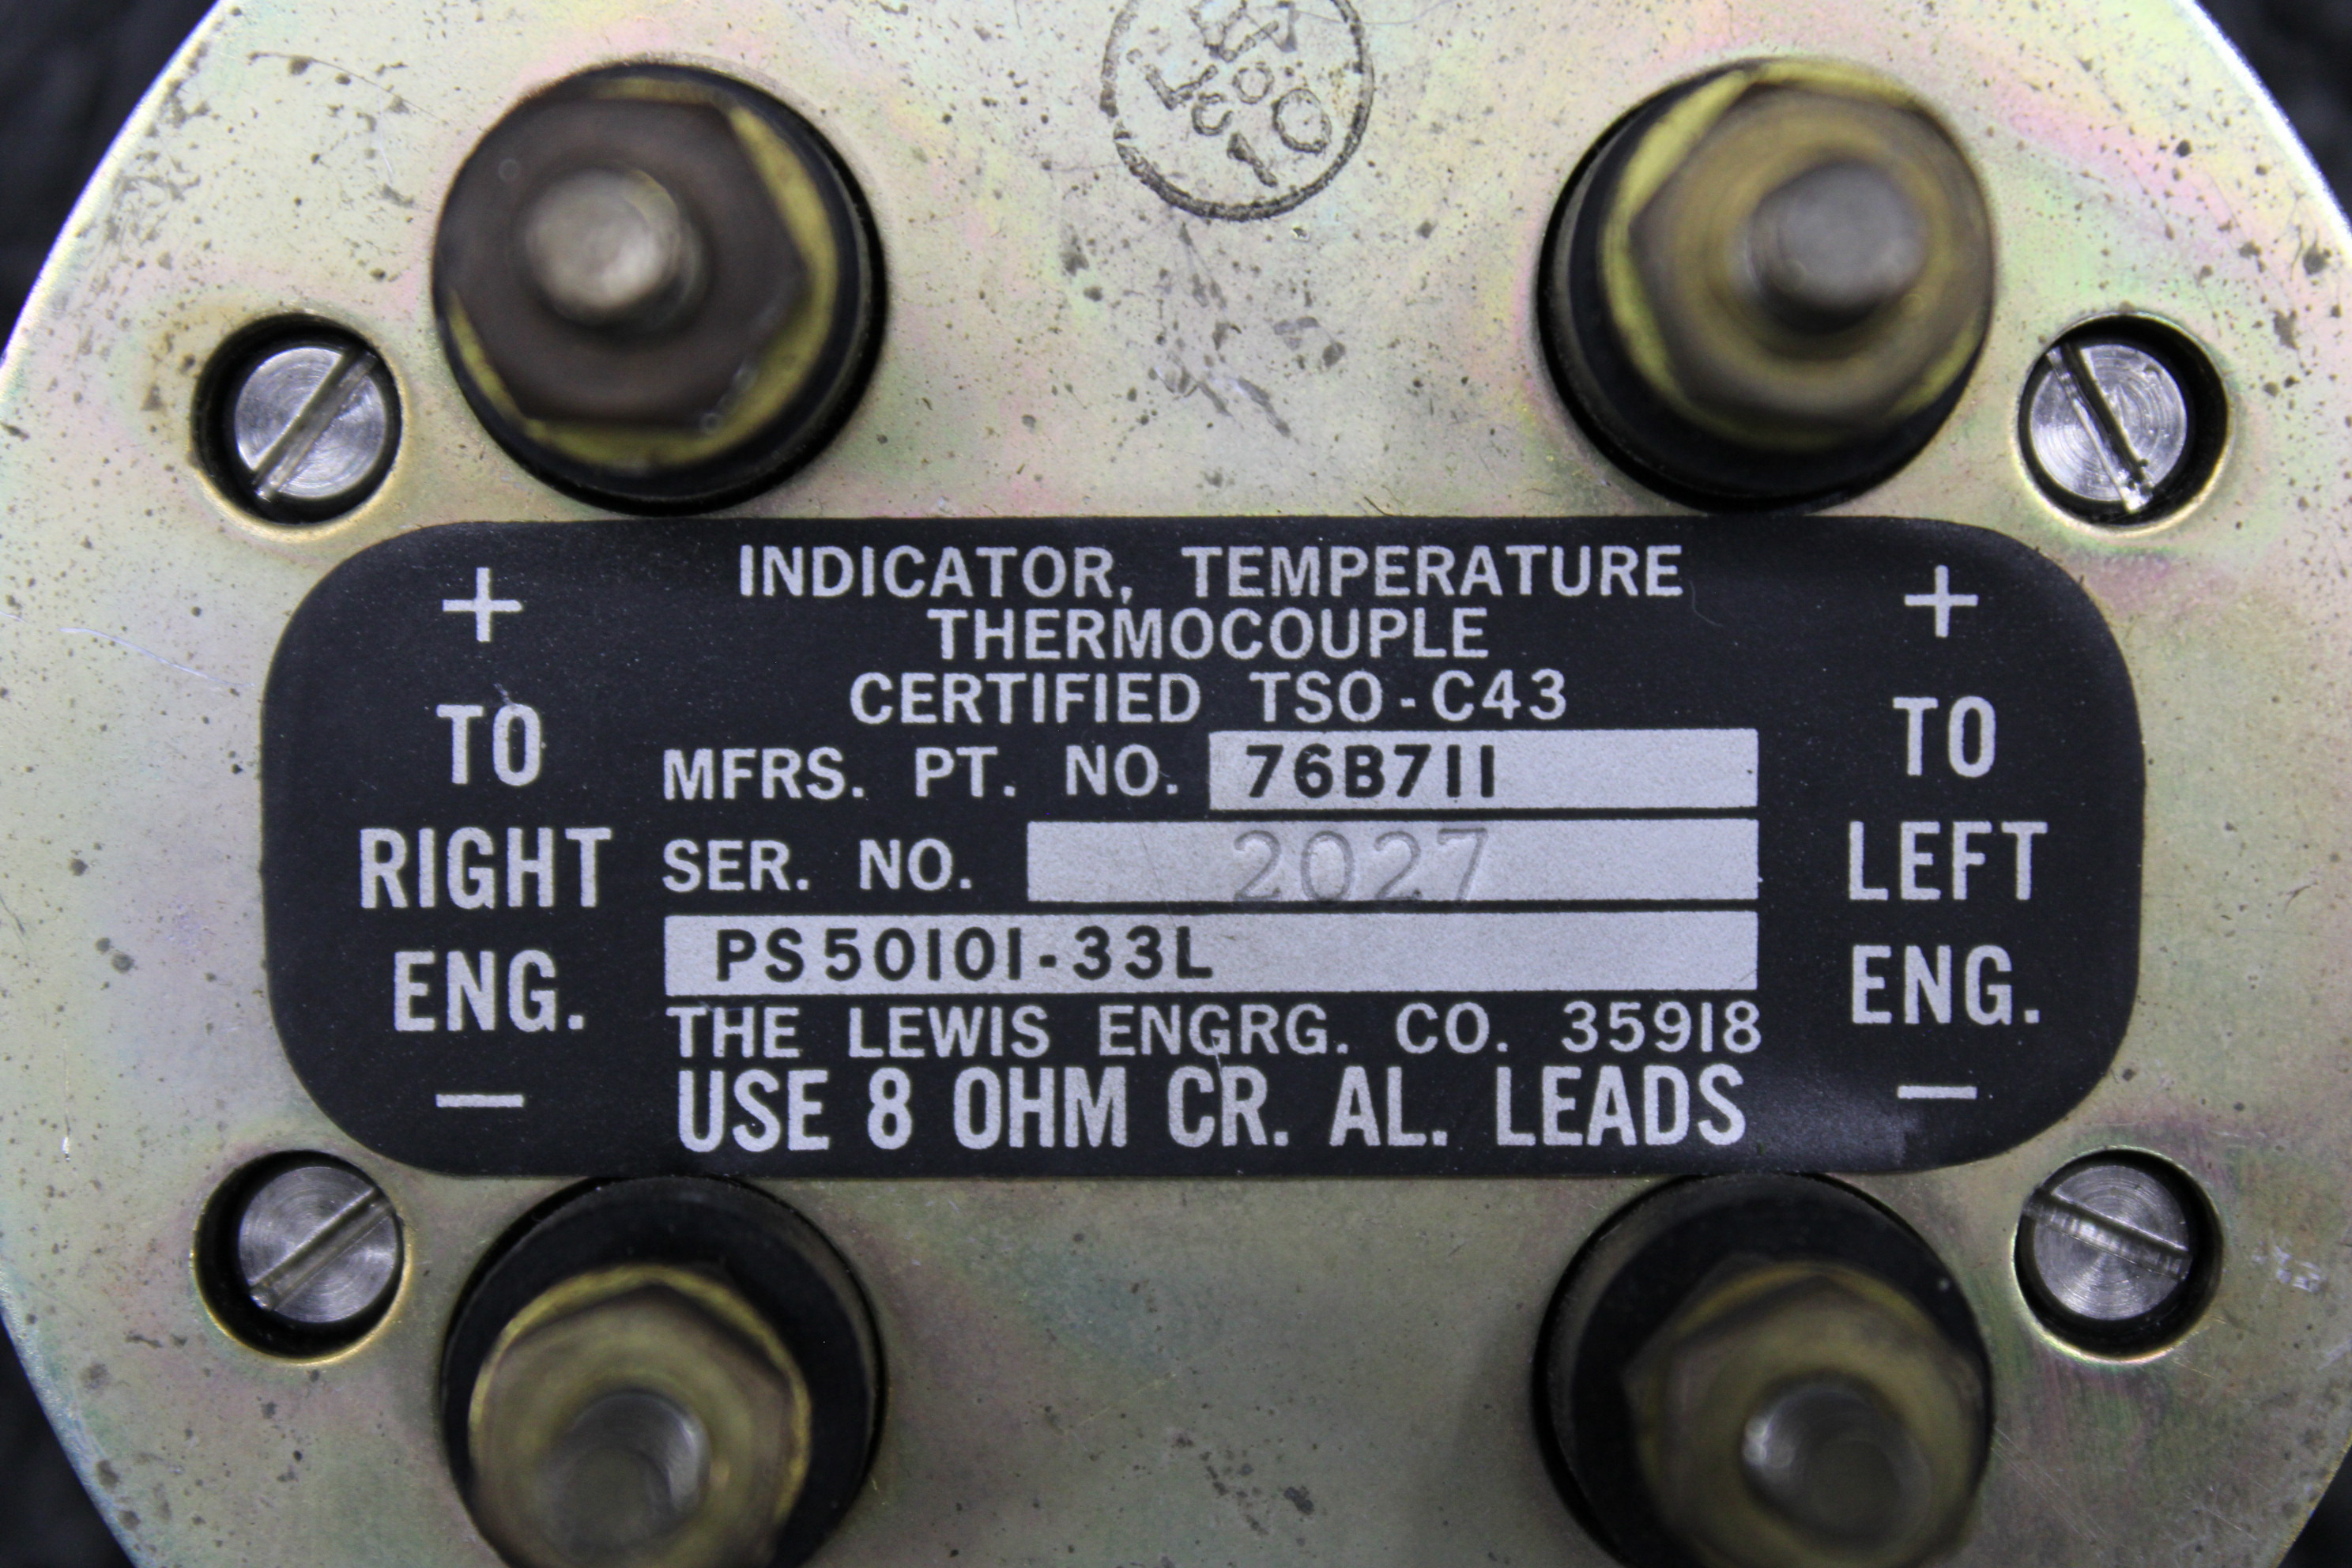 INDICATOR, TEMPERATURE
THERMOCOUPLE
CERTIFIED TSO-C43
MFRS. PT. NO. 76B711
SER. NO. 2027
PS50101-33L
THE LEWIS ENGRG. CO. 35918
USE 8 OHM CR. AL. LEADS
+
TO
RIGHT
ENG.
—
+
TO
LEFT
ENG.
—